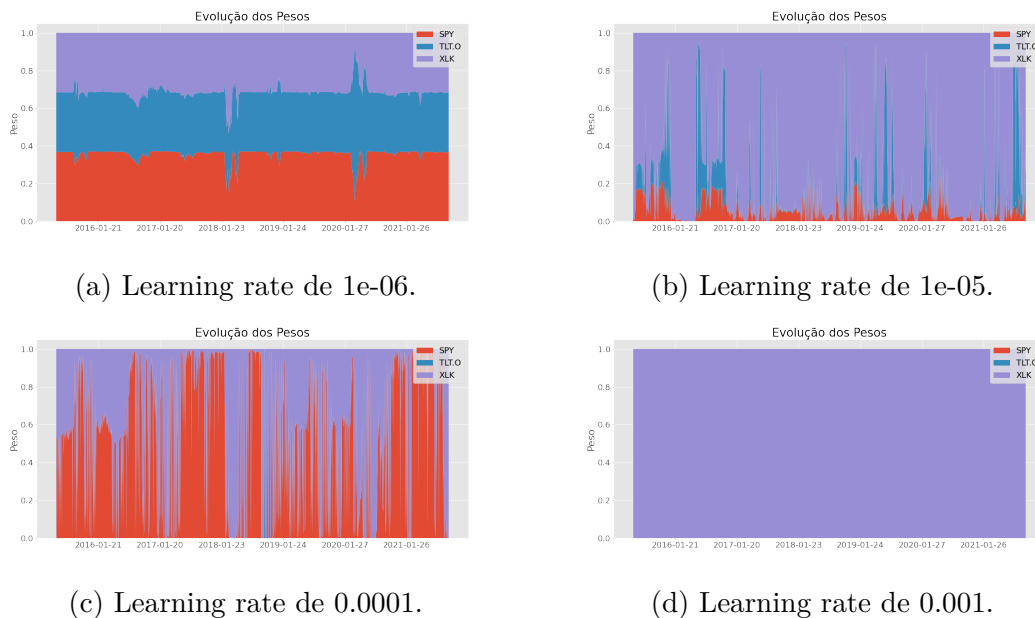 Evolução dos Pesos
SPY
TLT.O
XLK
Peso
1.0
0.8
0.6
0.4
0.2
0.0
2016-01-21 2017-01-20 2018-01-23 2019-01-24 2020-01-27 2021-01-26
(a) Learning rate de 1e-06.
Evolução dos Pesos
SPY
TLT.O
XLK
Peso
1.0
0.8
0.6
0.4
0.2
0.0
2016-01-21 2017-01-20 2018-01-23 2019-01-24 2020-01-27 2021-01-26
(b) Learning rate de 1e-05.
Evolução dos Pesos
SPY
TLT.O
XLK
Peso
1.0
0.8
0.6
0.4
0.2
0.0
2016-01-21 2017-01-20 2018-01-23 2019-01-24 2020-01-27 2021-01-26
(c) Learning rate de 0.0001.
Evolução dos Pesos
SPY
TLT.O
XLK
Peso
1.0
0.8
0.6
0.4
0.2
0.0
2016-01-21 2017-01-20 2018-01-23 2019-01-24 2020-01-27 2021-01-26
(d) Learning rate de 0.001.